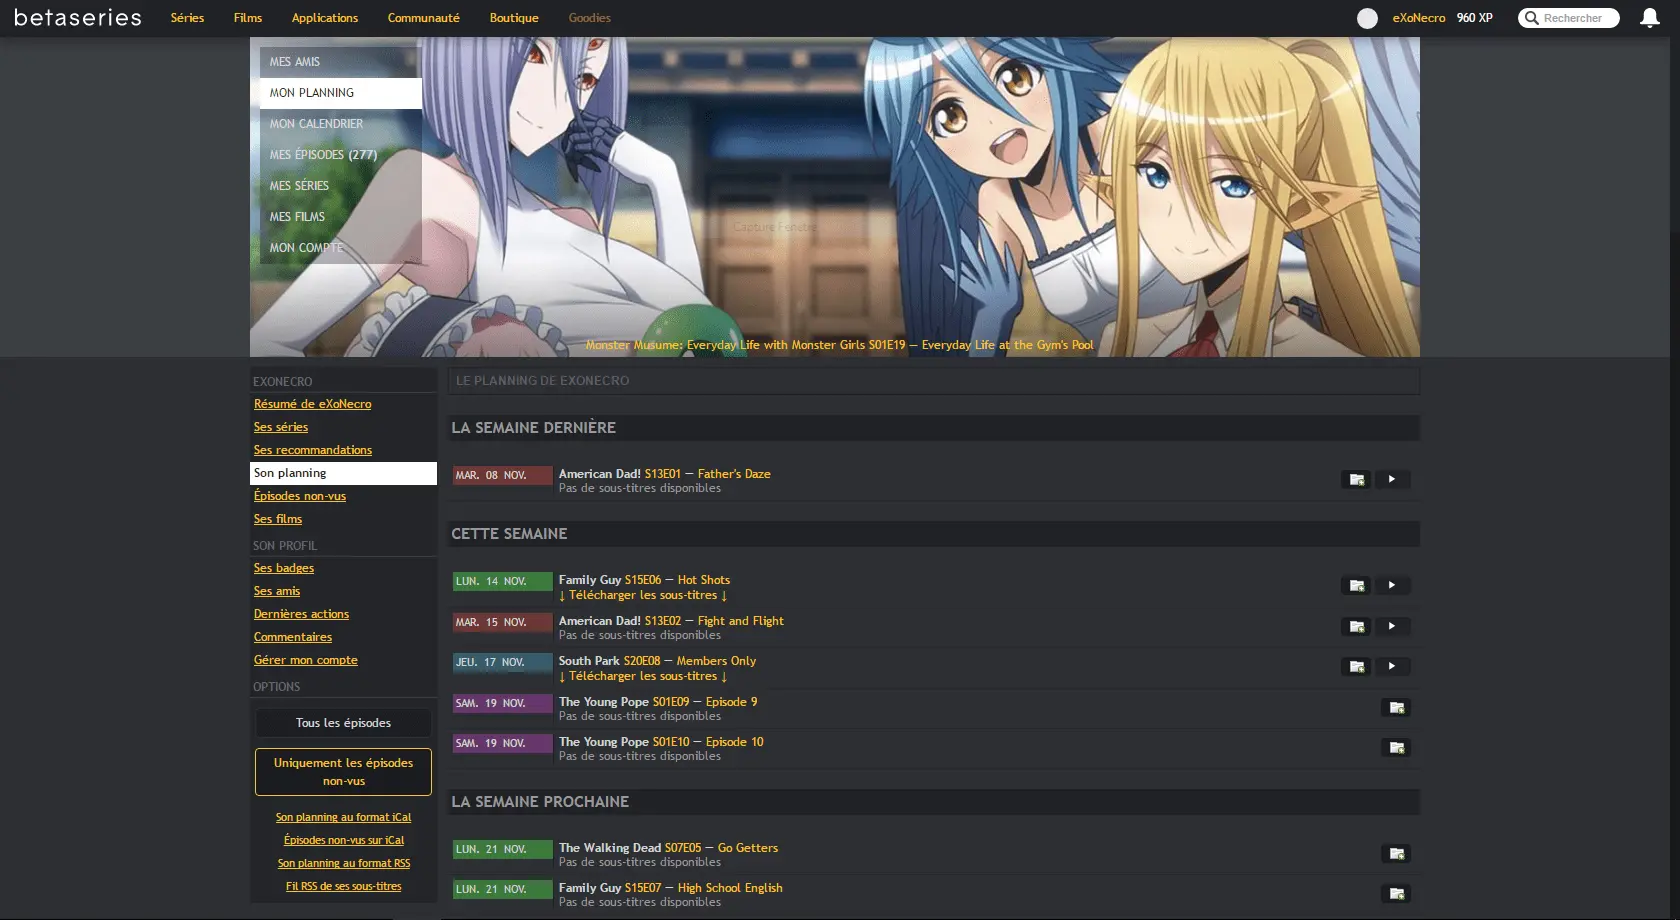 betaseries
Séries
Films
Applications
Communauté
Boutique
Goodies
eXoNecro
960 XP
Rechercher
MES AMIS
MON PLANNING
MON CALENDRIER
MES ÉPISODES (277)
MES SÉRIES
MES FILMS
MON COMPTE
Capture Fenetre
Monster Musume: Everyday Life with Monster Girls S01E19 — Everyday Life at the Gym's Pool
EXONECRO
Résumé de eXoNecro
Ses séries
Ses recommandations
Son planning
Épisodes non-vus
Ses films
SON PROFIL
Ses badges
Ses amis
Dernières actions
Commentaires
Gérer mon compte
OPTIONS
Tous les épisodes
Uniquement les épisodes
non-vus
Son planning au format iCal
Épisodes non-vus sur iCal
Son planning au format RSS
Fil RSS de ses sous-titres
LE PLANNING DE EXONECRO
LA SEMAINE DERNIÈRE
MAR. 08 NOV.
American Dad! S13E01 — Father's Daze
Pas de sous-titres disponibles
CETTE SEMAINE
LUN. 14 NOV.
Family Guy S15E06 — Hot Shots
↓ Télécharger les sous-titres ↓
MAR. 15 NOV.
American Dad! S13E02 — Fight and Flight
Pas de sous-titres disponibles
JEU. 17 NOV.
South Park S20E08 — Members Only
↓ Télécharger les sous-titres ↓
SAM. 19 NOV.
The Young Pope S01E09 — Episode 9
Pas de sous-titres disponibles
SAM. 19 NOV.
The Young Pope S01E10 — Episode 10
Pas de sous-titres disponibles
LA SEMAINE PROCHAINE
LUN. 21 NOV.
The Walking Dead S07E05 — Go Getters
Pas de sous-titres disponibles
LUN. 21 NOV.
Family Guy S15E07 — High School English
Pas de sous-titres disponibles